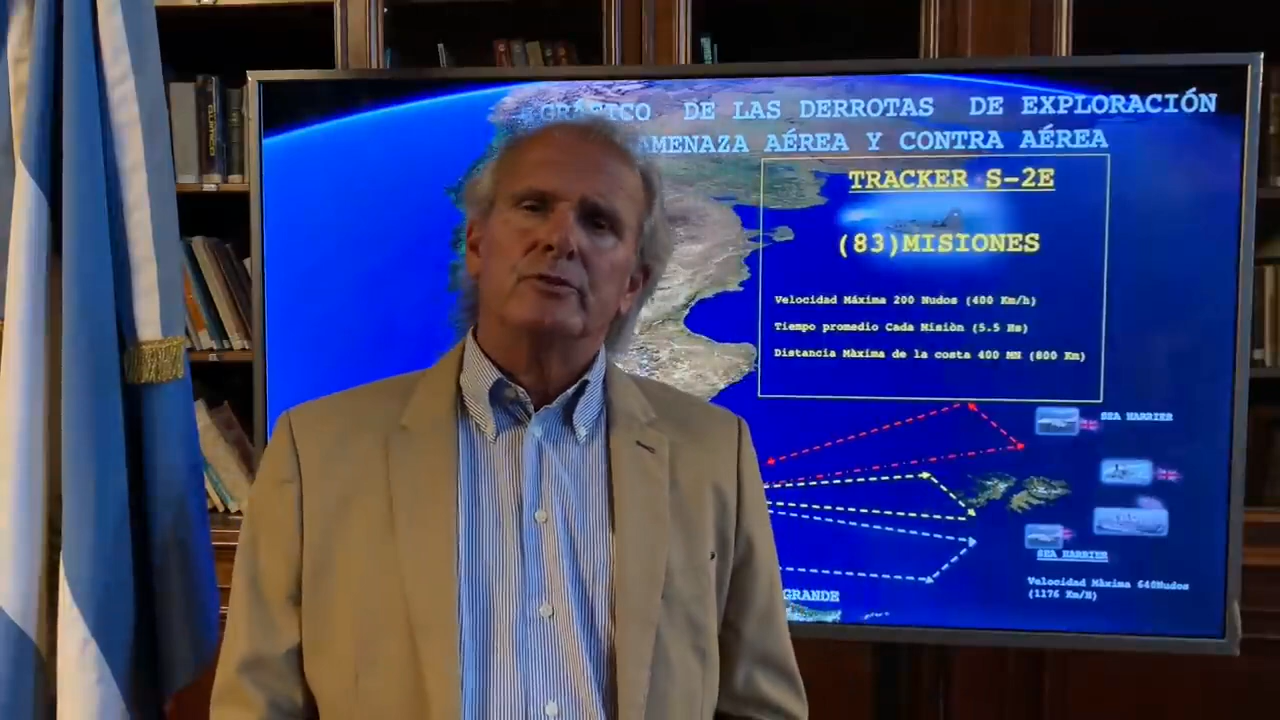 GRÁFICO DE LAS DERROTAS DE EXPLORACIÓN
AMENAZA AÉREA Y CONTRA AÉREA
TRACKER S-2E
(83)MISIONES
Velocidad Máxima 200 Nudos (400 Km/h)
Tiempo promedio Cada Misiòn (5.5 Hs)
Distancia Màxima de la costa 400 MN (800 Km)
SEA HARRIER
SEA HARRIER
Velocidad Màxima 640Nudos
(1176 Km/H)
GRANDE